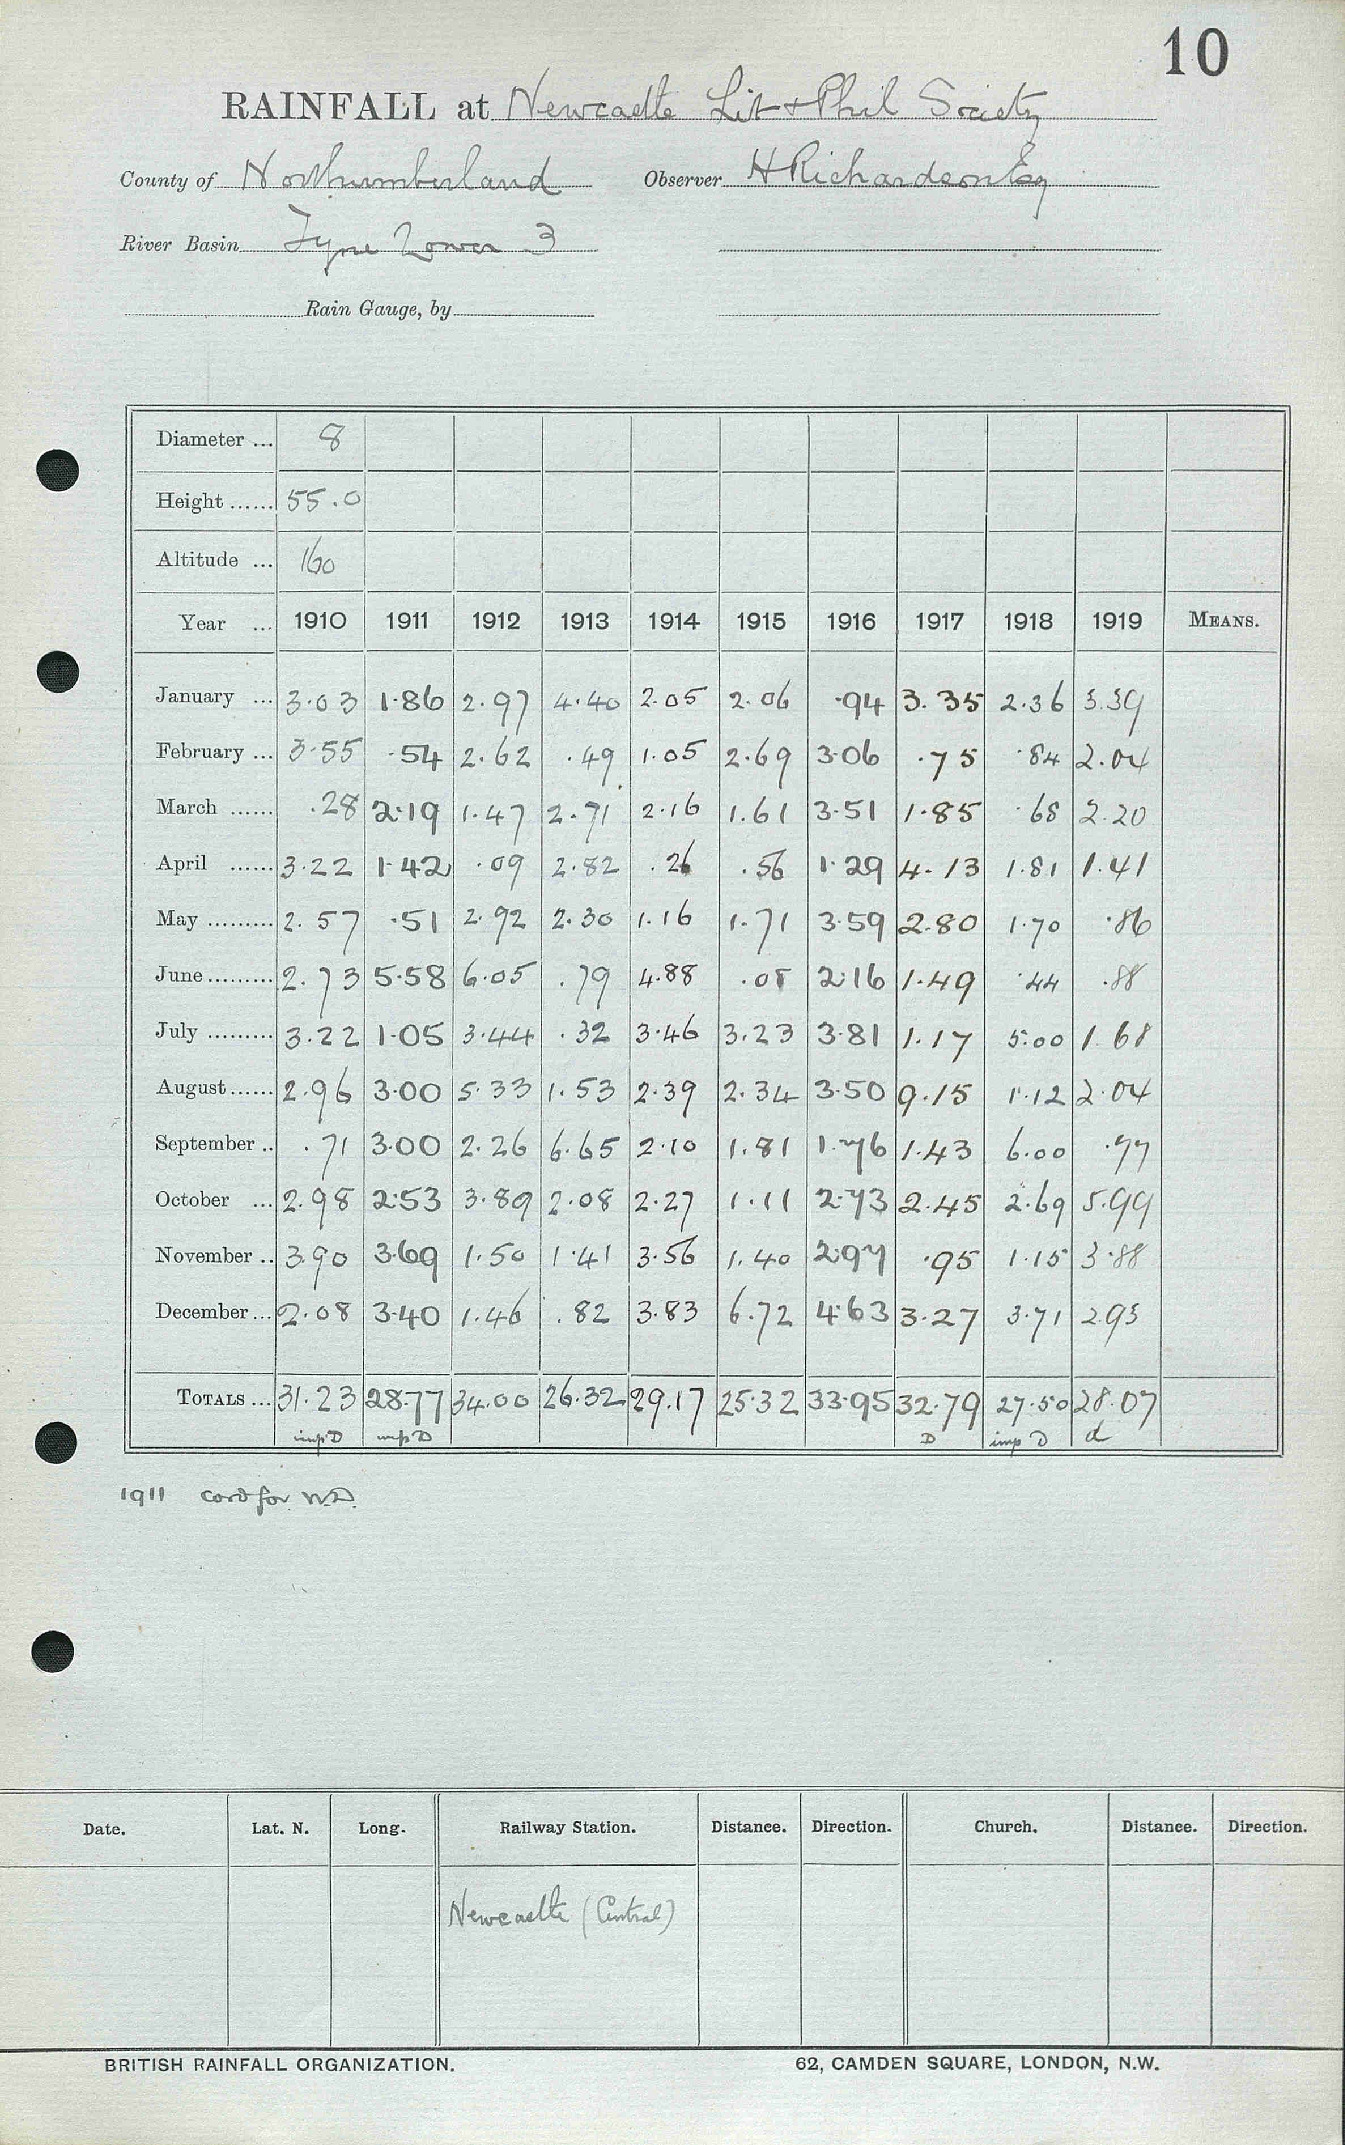 10
RAINFALL at Newcastle Lit & Phil Society
County of Northumberland Observer H Richardson Esq
River Basin Tyne Lower 3
Rain Gauge, by
Diameter ... 8
Height ...... 55.0
Altitude ... 160
Year ... 1910 1911 1912 1913 1914 1915 1916 1917 1918 1919 MEANS.
January ... 3.03 1.86 2.97 4.40 2.05 2.06 .94 3.35 2.36 3.39
February ... 3.55 .54 2.62 .49 1.05 2.69 3.06 .75 .84 2.04
March ...... .28 2.19 1.47 2.71 2.16 1.61 3.51 1.85 .68 2.20
April ...... 3.22 1.42 .09 2.82 .26 .56 1.29 4.13 1.81 1.41
May ......... 2.57 .51 2.92 2.30 1.16 1.71 3.59 2.80 1.70 .86
June ......... 2.73 5.58 6.05 .79 4.88 .08 2.16 1.49 .44 .88
July ......... 3.22 1.05 3.44 .32 3.46 3.23 3.81 1.17 5.00 1.68
August ...... 2.96 3.00 5.33 1.53 2.39 2.34 3.50 9.15 1.12 2.04
September .. .71 3.00 2.26 6.65 2.10 1.81 1.76 1.43 6.00 .77
October ... 2.98 2.53 3.89 2.08 2.27 1.11 2.73 2.45 2.69 5.99
November .. 3.90 3.69 1.50 1.41 3.56 1.40 2.97 .95 1.15 3.88
December ... 2.08 3.40 1.46 .82 3.83 6.72 4.63 3.27 3.71 2.93
TOTALS ... 31.23 28.77 34.00 26.32 29.17 25.32 33.95 32.79 27.50 28.07
imp D imp D D imp D d
1911 cord for W.D.
Date. Lat. N. Long. Railway Station. Distance. Direction. Church. Distance. Direction.
Newcastle (Central)
BRITISH RAINFALL ORGANIZATION. 62, CAMDEN SQUARE, LONDON, N.W.